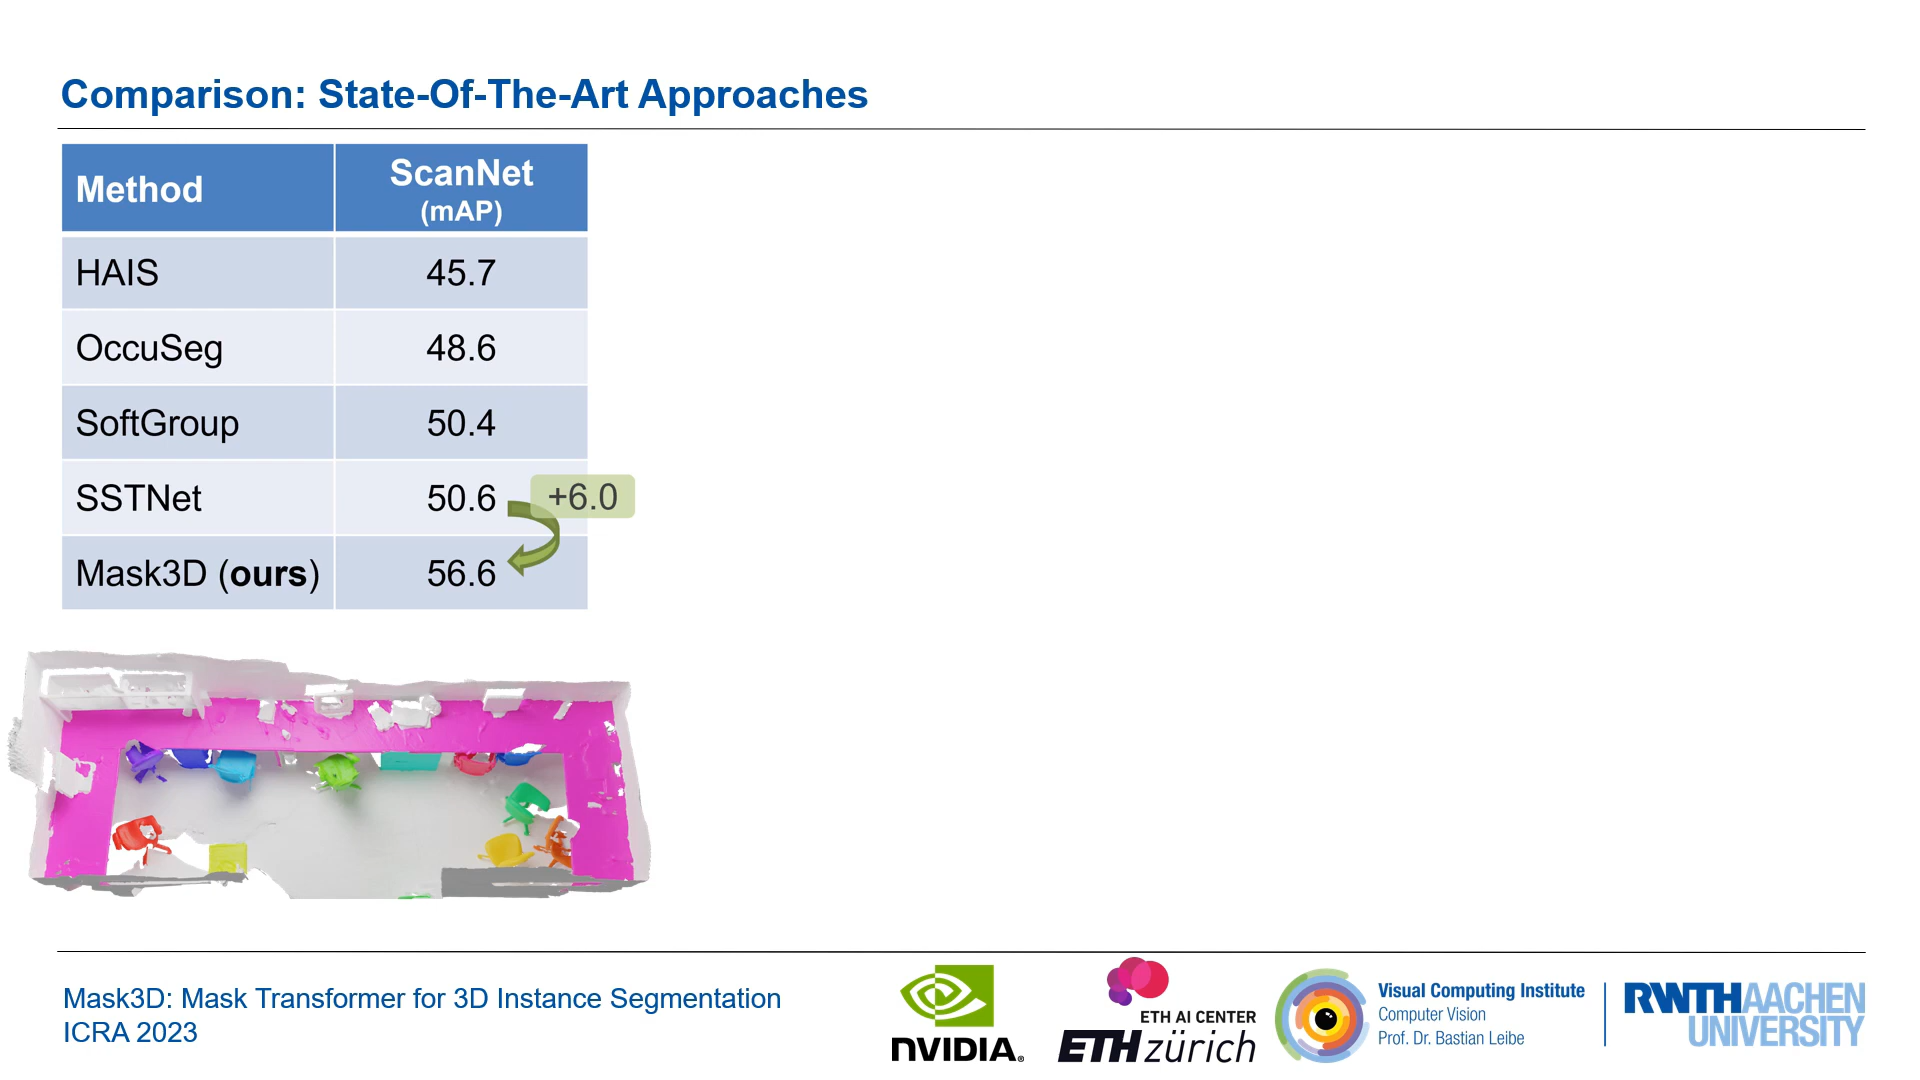 Comparison: State-Of-The-Art Approaches
Method
ScanNet
(mAP)
HAIS
45.7
OccuSeg
48.6
SoftGroup
50.4
SSTNet
50.6
+6.0
Mask3D (ours)
56.6
Mask3D: Mask Transformer for 3D Instance Segmentation
ICRA 2023
NVIDIA®
ETH AI CENTER
ETH zürich
Visual Computing Institute
Computer Vision
Prof. Dr. Bastian Leibe
RWTH AACHEN
UNIVERSITY